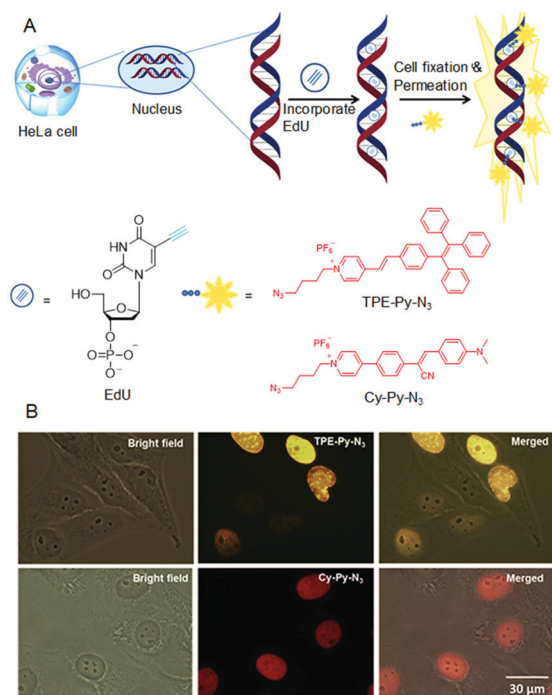 A
HeLa cell
Nucleus
Incorporate
EdU
Cell fixation &
Permeation
=
O
HN
O
N
HO
O
O
O=P-O⁻
O⁻
EdU
=
PF₆⁻
N⁺
N₃
TPE-Py-N₃
PF₆⁻
N⁺
N₃
CN
N
Cy-Py-N₃
B
Bright field
TPE-Py-N₃
Merged
Bright field
Cy-Py-N₃
Merged
30 µm